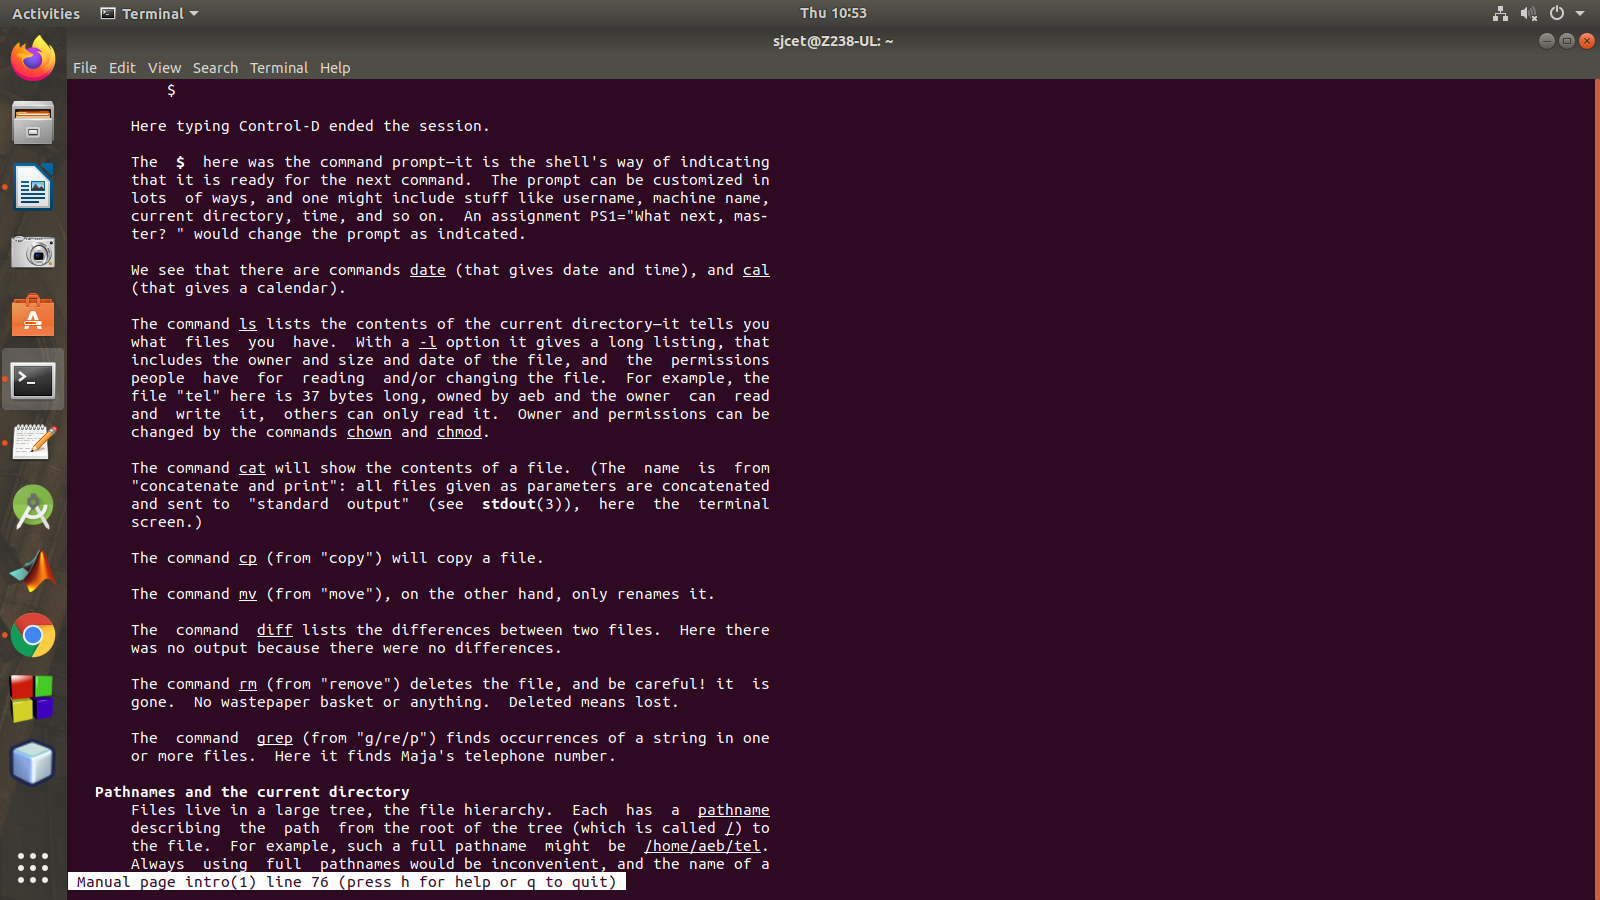 Activities Terminal Thu 10:53
sjcet@Z238-UL: ~
File Edit View Search Terminal Help
$
Here typing Control-D ended the session.
The $ here was the command prompt—it is the shell's way of indicating
that it is ready for the next command. The prompt can be customized in
lots of ways, and one might include stuff like username, machine name,
current directory, time, and so on. An assignment PS1="What next, mas-
ter? " would change the prompt as indicated.
We see that there are commands date (that gives date and time), and cal
(that gives a calendar).
The command ls lists the contents of the current directory—it tells you
what files you have. With a -l option it gives a long listing, that
includes the owner and size and date of the file, and the permissions
people have for reading and/or changing the file. For example, the
file "tel" here is 37 bytes long, owned by aeb and the owner can read
and write it, others can only read it. Owner and permissions can be
changed by the commands chown and chmod.
The command cat will show the contents of a file. (The name is from
"concatenate and print": all files given as parameters are concatenated
and sent to "standard output" (see stdout(3)), here the terminal
screen.)
The command cp (from "copy") will copy a file.
The command mv (from "move"), on the other hand, only renames it.
The command diff lists the differences between two files. Here there
was no output because there were no differences.
The command rm (from "remove") deletes the file, and be careful! it is
gone. No wastepaper basket or anything. Deleted means lost.
The command grep (from "g/re/p") finds occurrences of a string in one
or more files. Here it finds Maja's telephone number.
Pathnames and the current directory
Files live in a large tree, the file hierarchy. Each has a pathname
describing the path from the root of the tree (which is called /) to
the file. For example, such a full pathname might be /home/aeb/tel.
Always using full pathnames would be inconvenient, and the name of a
Manual page intro(1) line 76 (press h for help or q to quit)